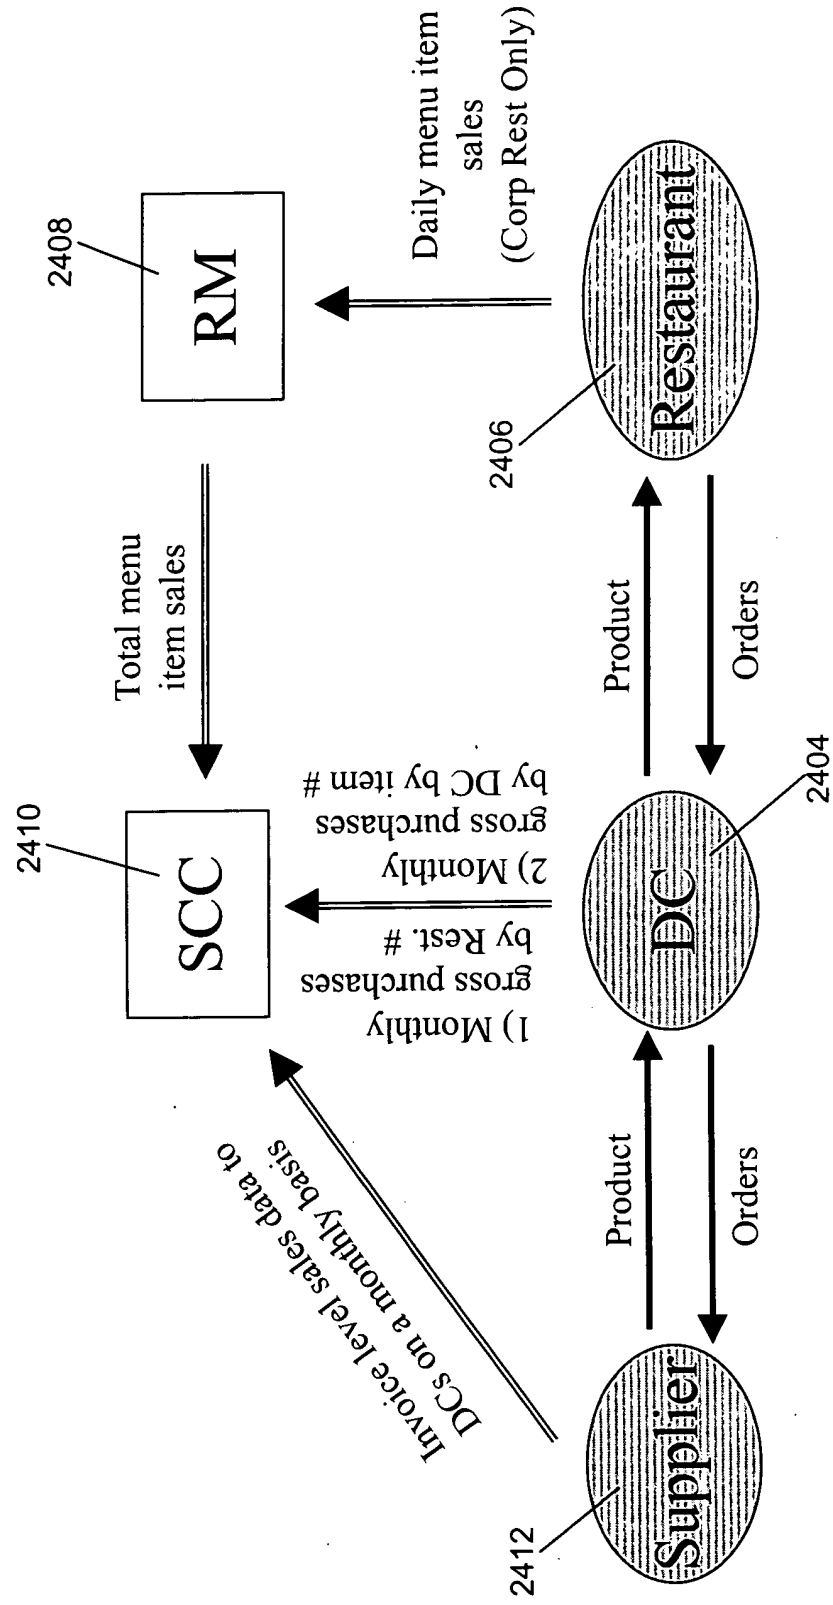 2410
SCC
Total menu
item sales
2408
RM
Invoice level sales data to
DCs on a monthly basis
1) Monthly
gross purchases
by Rest. #
2) Monthly
gross purchases
by DC by item #
Daily menu item
sales
(Corp Rest Only)
2412
Supplier
Product
Orders
DC
2404
Product
Orders
2406
Restaurant